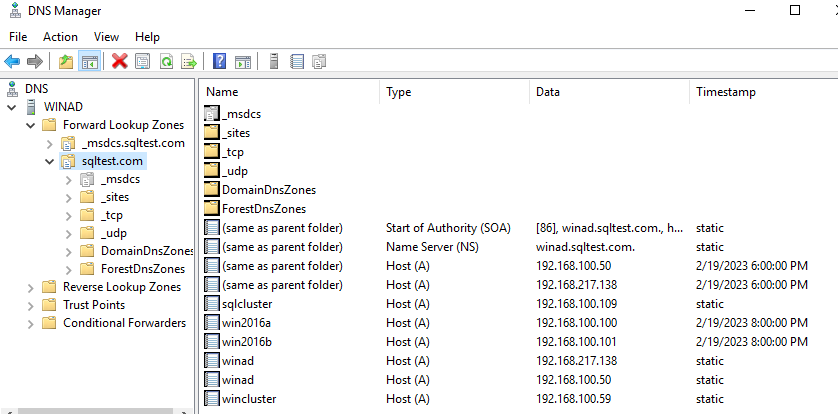 DNS Manager
File Action View Help
DNS
WINAD
Forward Lookup Zones
_msdcs.sqltest.com
sqltest.com
_msdcs
_sites
_tcp
_udp
DomainDnsZones
ForestDnsZones
Reverse Lookup Zones
Trust Points
Conditional Forwarders
Name Type Data Timestamp
_msdcs
_sites
_tcp
_udp
DomainDnsZones
ForestDnsZones
(same as parent folder) Start of Authority (SOA) [86], winad.sqltest.com., h... static
(same as parent folder) Name Server (NS) winad.sqltest.com. static
(same as parent folder) Host (A) 192.168.100.50 2/19/2023 6:00:00 PM
(same as parent folder) Host (A) 192.168.217.138 2/19/2023 6:00:00 PM
sqlcluster Host (A) 192.168.100.109 static
win2016a Host (A) 192.168.100.100 2/19/2023 8:00:00 PM
win2016b Host (A) 192.168.100.101 2/19/2023 8:00:00 PM
winad Host (A) 192.168.217.138 static
winad Host (A) 192.168.100.50 static
wincluster Host (A) 192.168.100.59 static